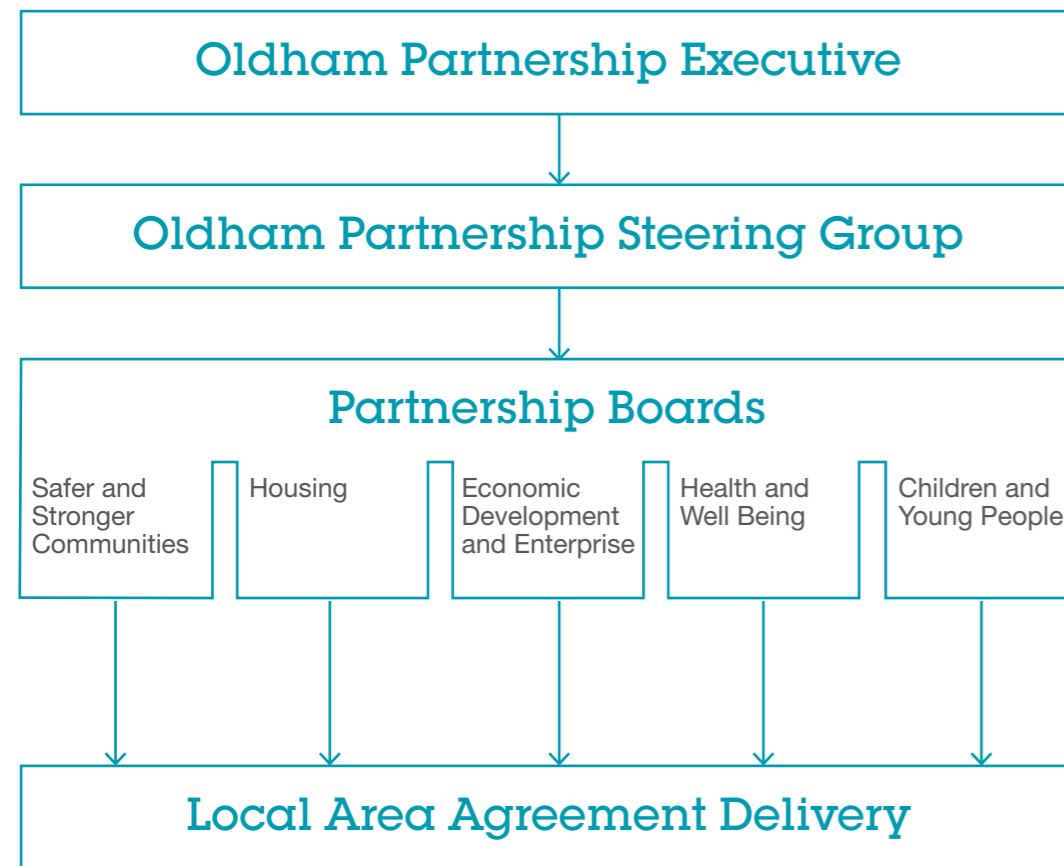 Oldham Partnership Executive
Oldham Partnership Steering Group
Partnership Boards
Safer and
Stronger
Communities
Housing
Economic
Development
and Enterprise
Health and
Well Being
Children and
Young People
Local Area Agreement Delivery